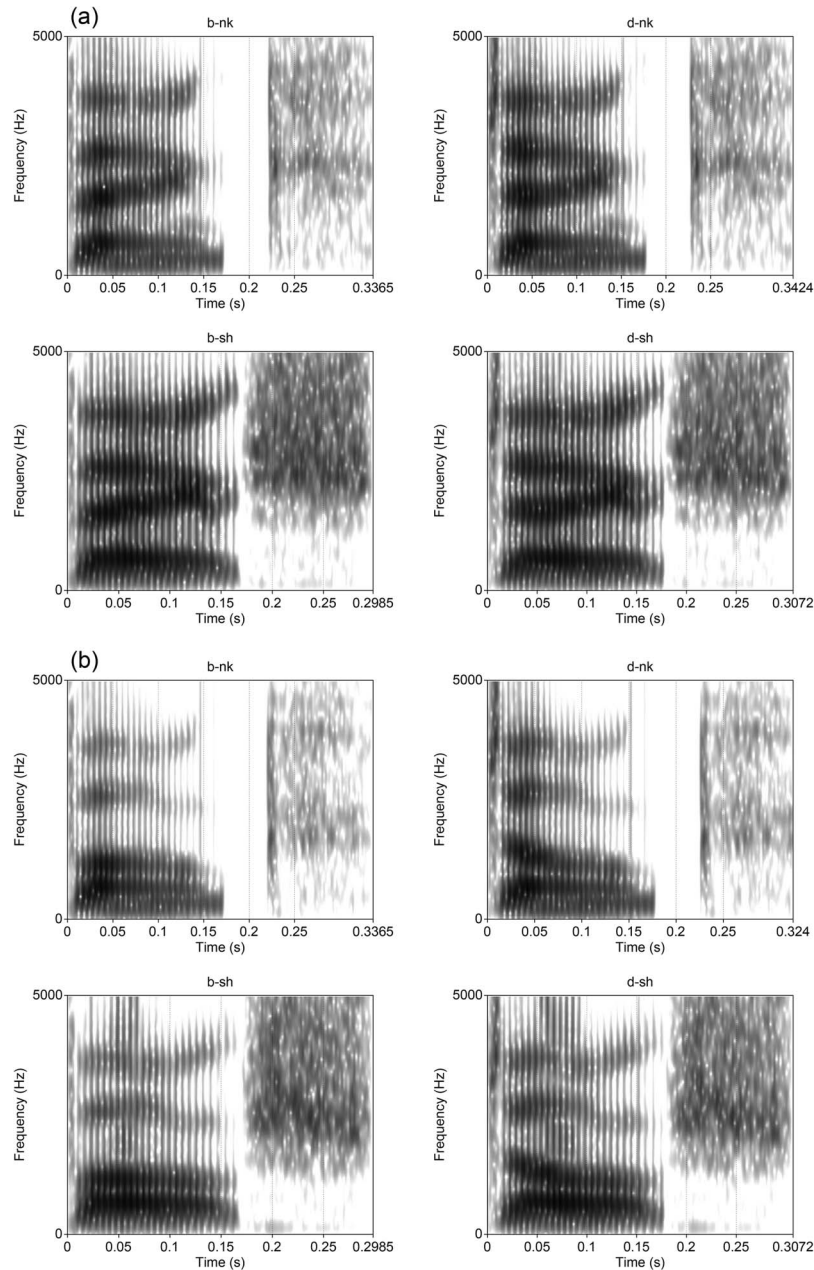 (a)
b-nk
d-nk
5000
5000
Frequency (Hz)
Frequency (Hz)
0
0
0 0.05 0.1 0.15 0.2 0.25 0.3365
0 0.05 0.1 0.15 0.2 0.25 0.3424
Time (s)
Time (s)
b-sh
d-sh
5000
5000
Frequency (Hz)
Frequency (Hz)
0
0
0 0.05 0.1 0.15 0.2 0.25 0.2985
0 0.05 0.1 0.15 0.2 0.25 0.3072
Time (s)
Time (s)
(b)
b-nk
d-nk
5000
5000
Frequency (Hz)
Frequency (Hz)
0
0
0 0.05 0.1 0.15 0.2 0.25 0.3365
0 0.05 0.1 0.15 0.2 0.25 0.324
Time (s)
Time (s)
b-sh
d-sh
5000
5000
Frequency (Hz)
Frequency (Hz)
0
0
0 0.05 0.1 0.15 0.2 0.25 0.2985
0 0.05 0.1 0.15 0.2 0.25 0.3072
Time (s)
Time (s)